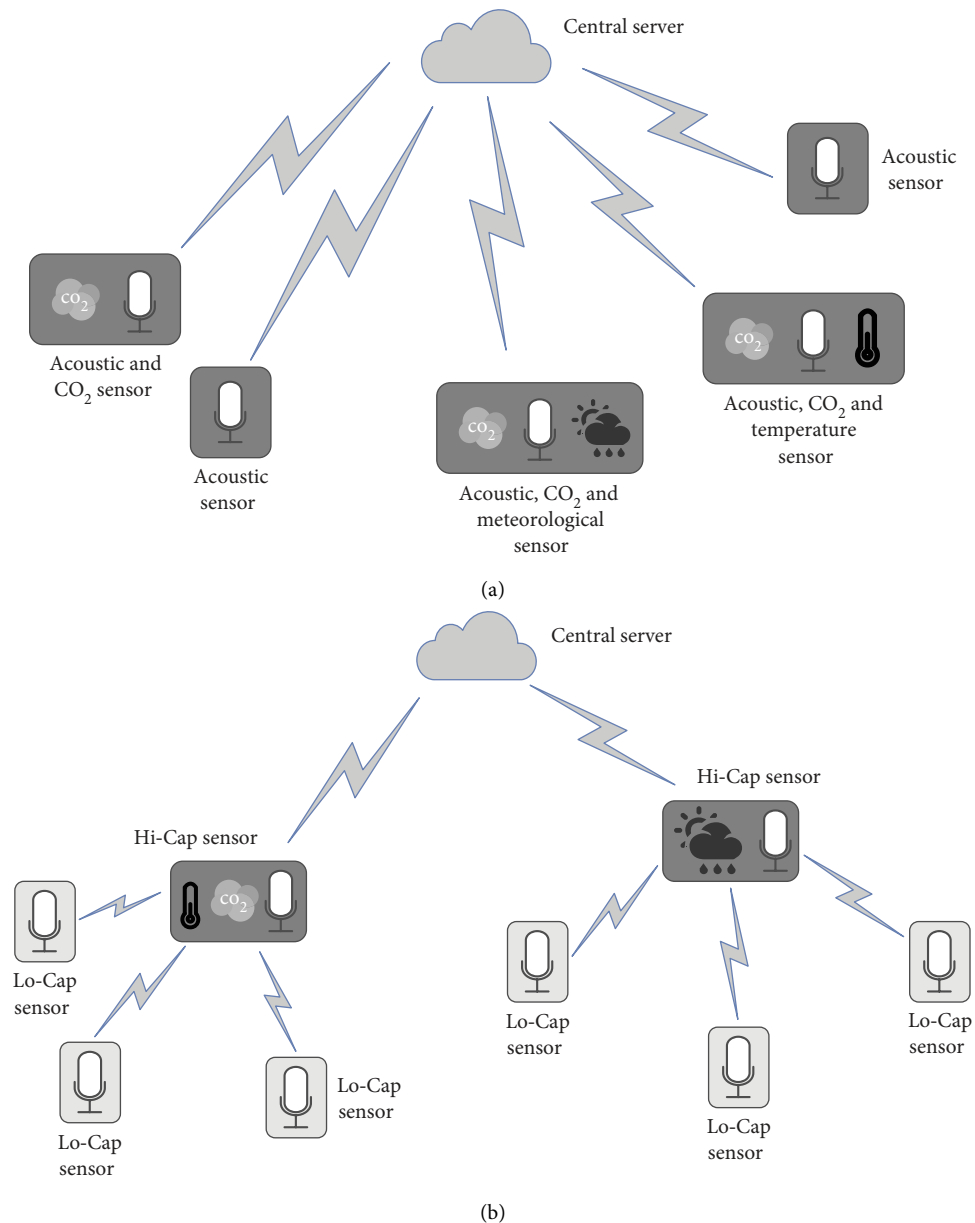 Central server
Acoustic
sensor
CO₂
Acoustic and
CO₂ sensor
Acoustic
sensor
CO₂
Acoustic, CO₂ and
meteorological
sensor
CO₂
Acoustic, CO₂ and
temperature
sensor
(a)
Central server
Hi-Cap sensor
Hi-Cap sensor
CO₂
Lo-Cap
sensor
Lo-Cap
sensor
Lo-Cap
sensor
Lo-Cap
sensor
Lo-Cap
sensor
Lo-Cap
sensor
(b)